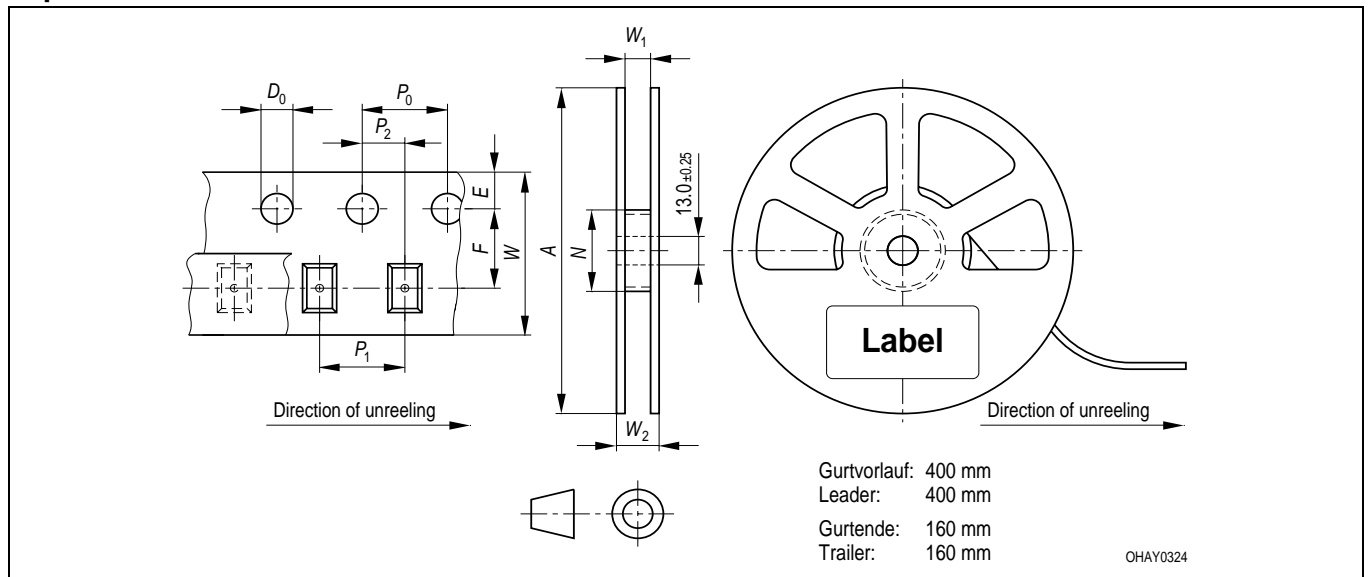 W1
D0
P0
P2
E
F
W
A
N
13.0 ±0.25
Label
P1
Direction of unreeling
W2
Direction of unreeling
Gurtvorlauf: 400 mm
Leader: 400 mm
Gurtende: 160 mm
Trailer: 160 mm
OHAY0324